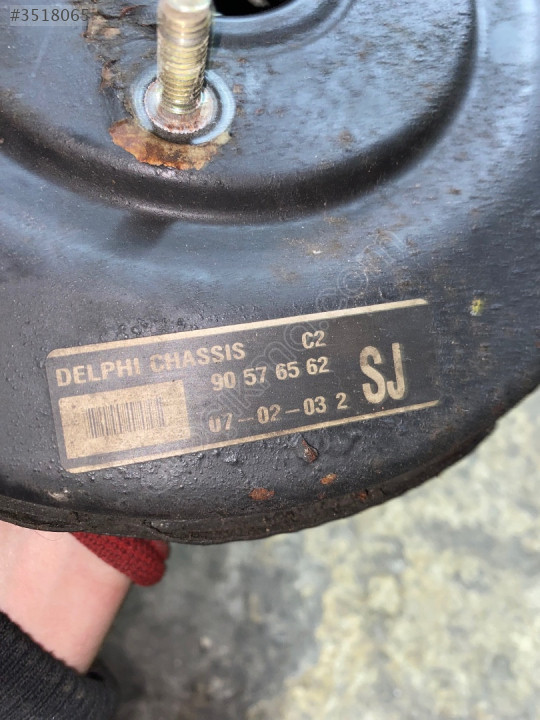 #3518065
DELPHI CHASSIS C2
90 57 65 62
SJ
07-02-03 2